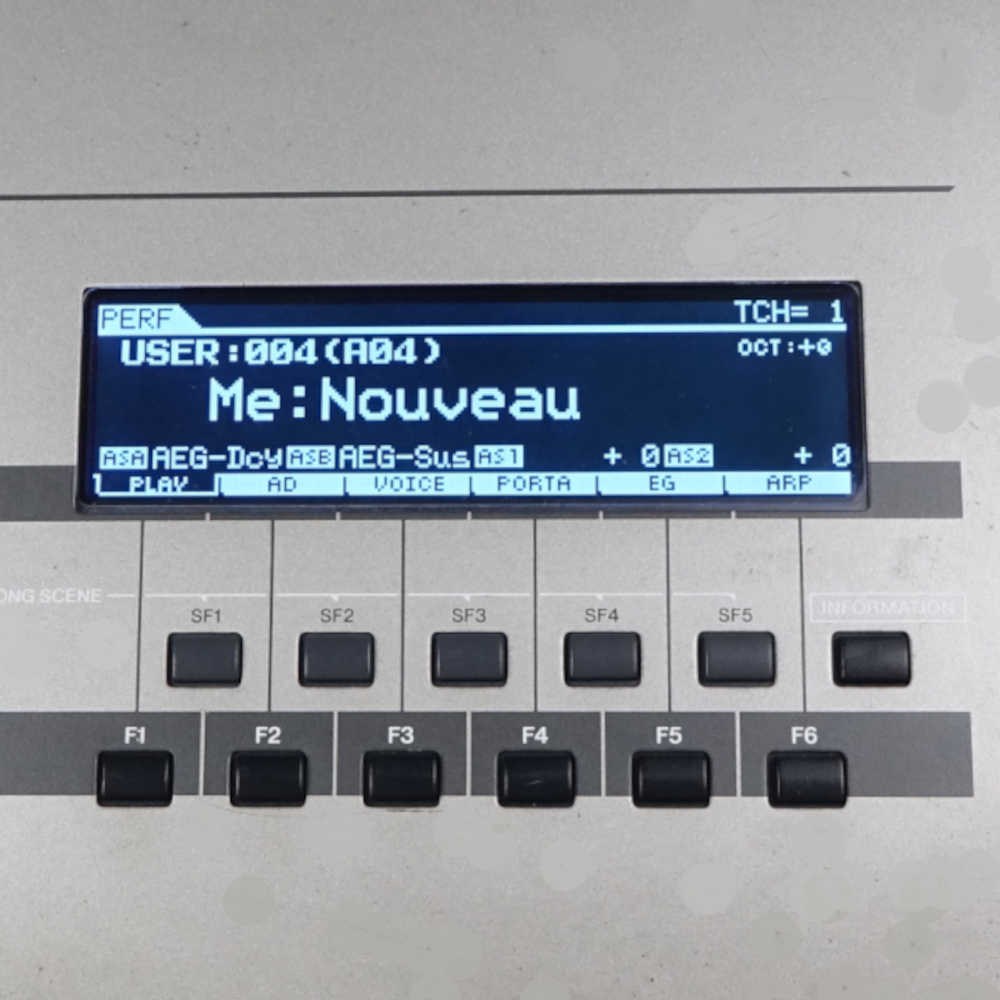 PERF TCH= 1
USER:004(A04) OCT:+0
Me:Nouveau
ASA AEG-Dcy ASB AEG-Sus AS1 + 0 AS2 + 0
PLAY AD VOICE PORTA EG ARP
ONG SCENE
SF1 SF2 SF3 SF4 SF5 INFORMATION
F1 F2 F3 F4 F5 F6